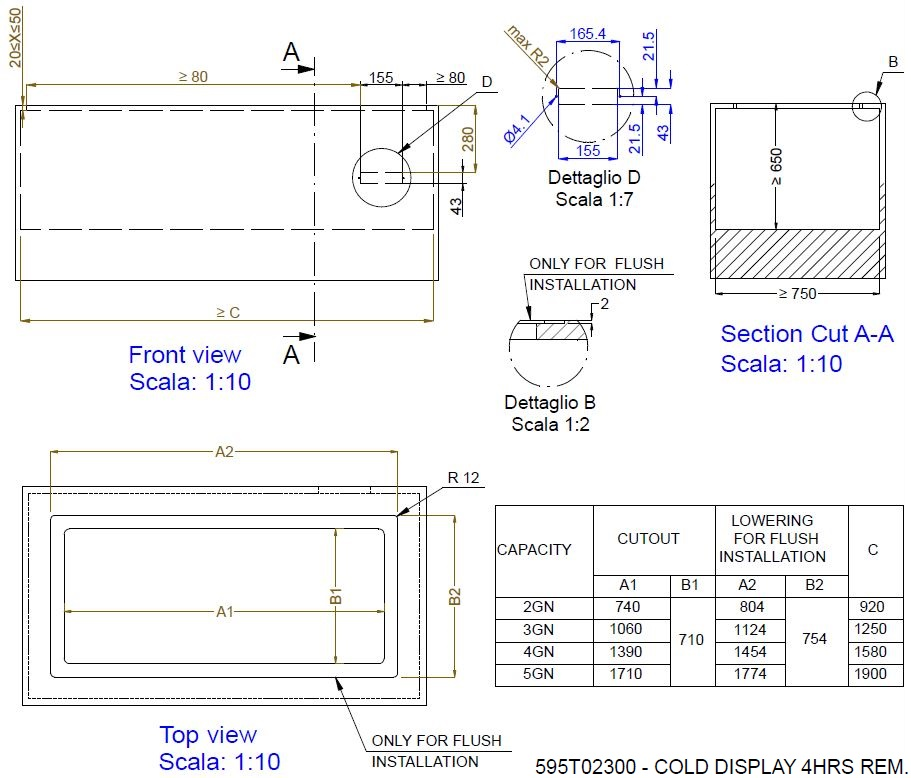 20≤X≤50
A
≥ 80
155
≥ 80
D
280
43
≥ C
A
Front view
Scala: 1:10
max R2
165.4
21.5
Ø4.1
155
21.5
43
Dettaglio D
Scala 1:7
B
≥ 650
≥ 750
Section Cut A-A
Scala: 1:10
ONLY FOR FLUSH
INSTALLATION
2
Dettaglio B
Scala 1:2
A2
R 12
A1
B1
B2
Top view
Scala: 1:10
ONLY FOR FLUSH
INSTALLATION
CAPACITY CUTOUT LOWERING FOR FLUSH INSTALLATION C
A1 B1 A2 B2
2GN 740 710 804 754 920
3GN 1060 1124 1250
4GN 1390 1454 1580
5GN 1710 1774 1900
595T02300 - COLD DISPLAY 4HRS REM.